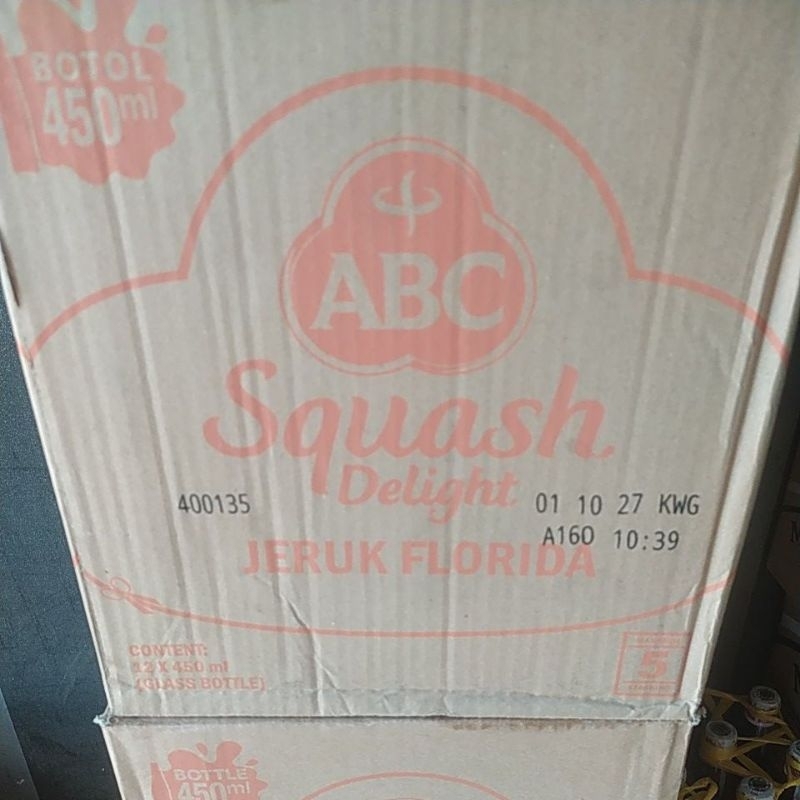 BOTOL
450ml
ABC
Squash
Delight
400135
01 10 27 KWG
A160 10:39
JERUK FLORIDA
CONTENT:
12 X 450 ml
(GLASS BOTTLE)
5
BOTTLE
450ml